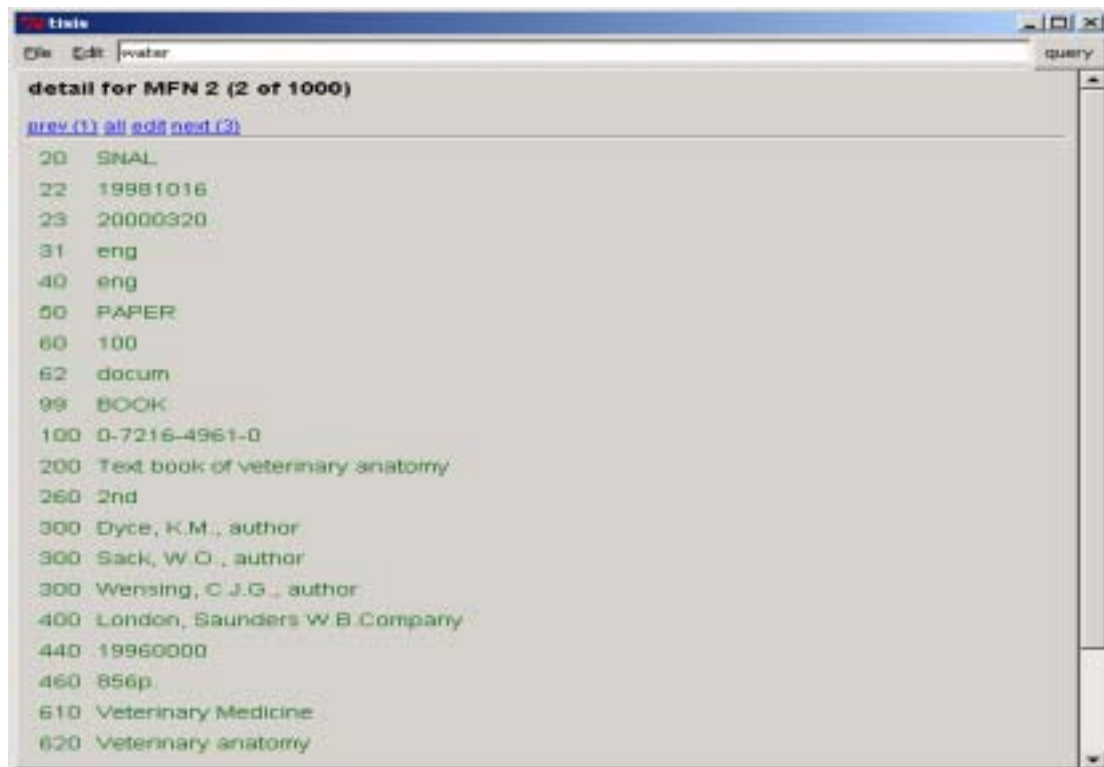 tisis
File Edit water query
detail for MFN 2 (2 of 1000)
prev (1) all edit next (3)
20 SNAL
22 19981016
23 20000320
31 eng
40 eng
50 PAPER
60 100
62 docum
99 BOOK
100 0-7216-4961-0
200 Text book of veterinary anatomy
260 2nd
300 Dyce, K.M., author
300 Sack, W.O., author
300 Wensing, C.J.G., author
400 London, Saunders W.B.Company
440 19960000
460 856p.
610 Veterinary Medicine
620 Veterinary anatomy